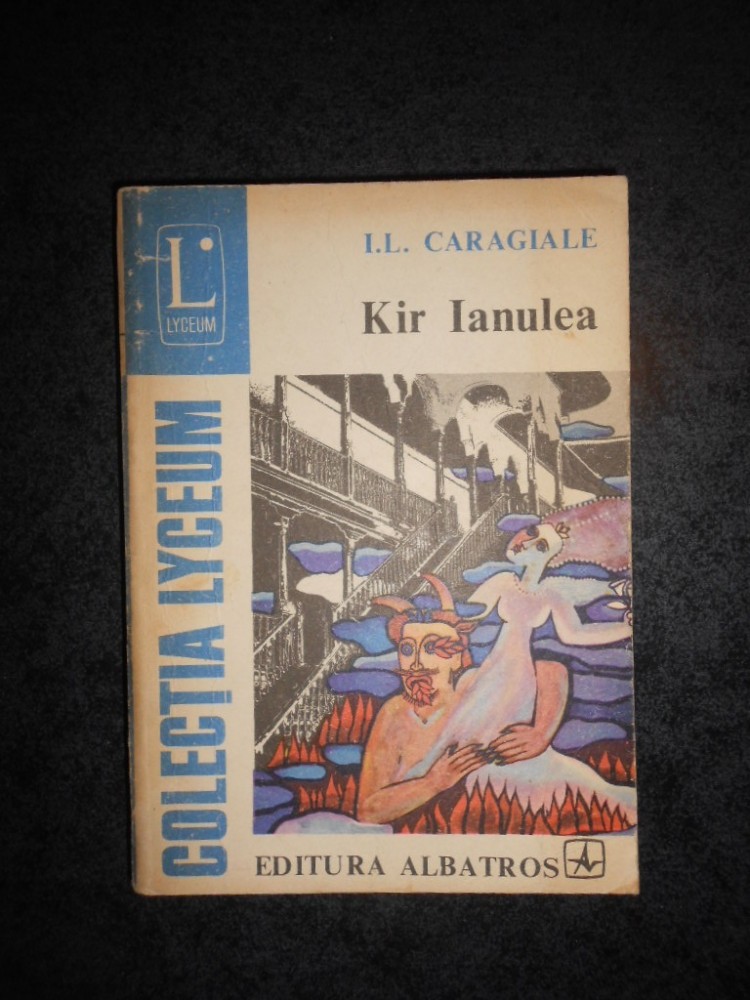 L
LYCEUM
I.L. CARAGIALE
Kir Ianulea
COLECȚIA LYCEUM
EDITURA ALBATROS